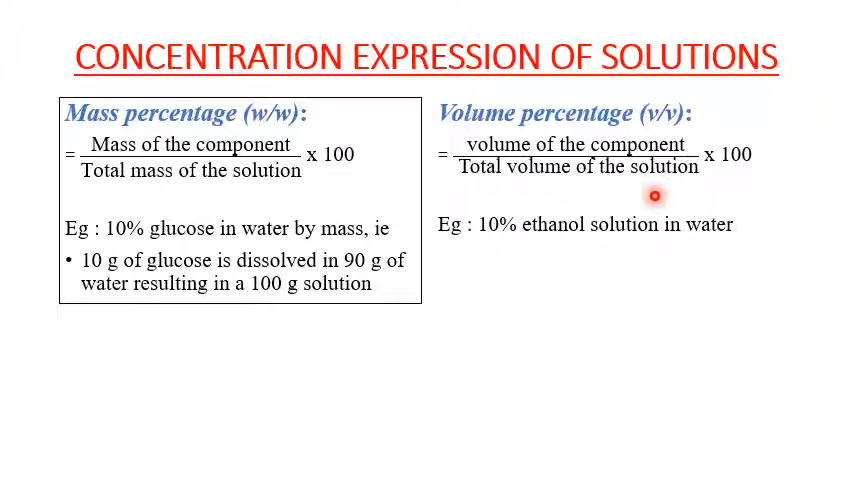 CONCENTRATION EXPRESSION OF SOLUTIONS
Mass percentage (w/w):
= Mass of the component
Total mass of the solution x 100
Eg : 10% glucose in water by mass, ie
• 10 g of glucose is dissolved in 90 g of
water resulting in a 100 g solution
Volume percentage (v/v):
= volume of the component
Total volume of the solution x 100
Eg : 10% ethanol solution in water